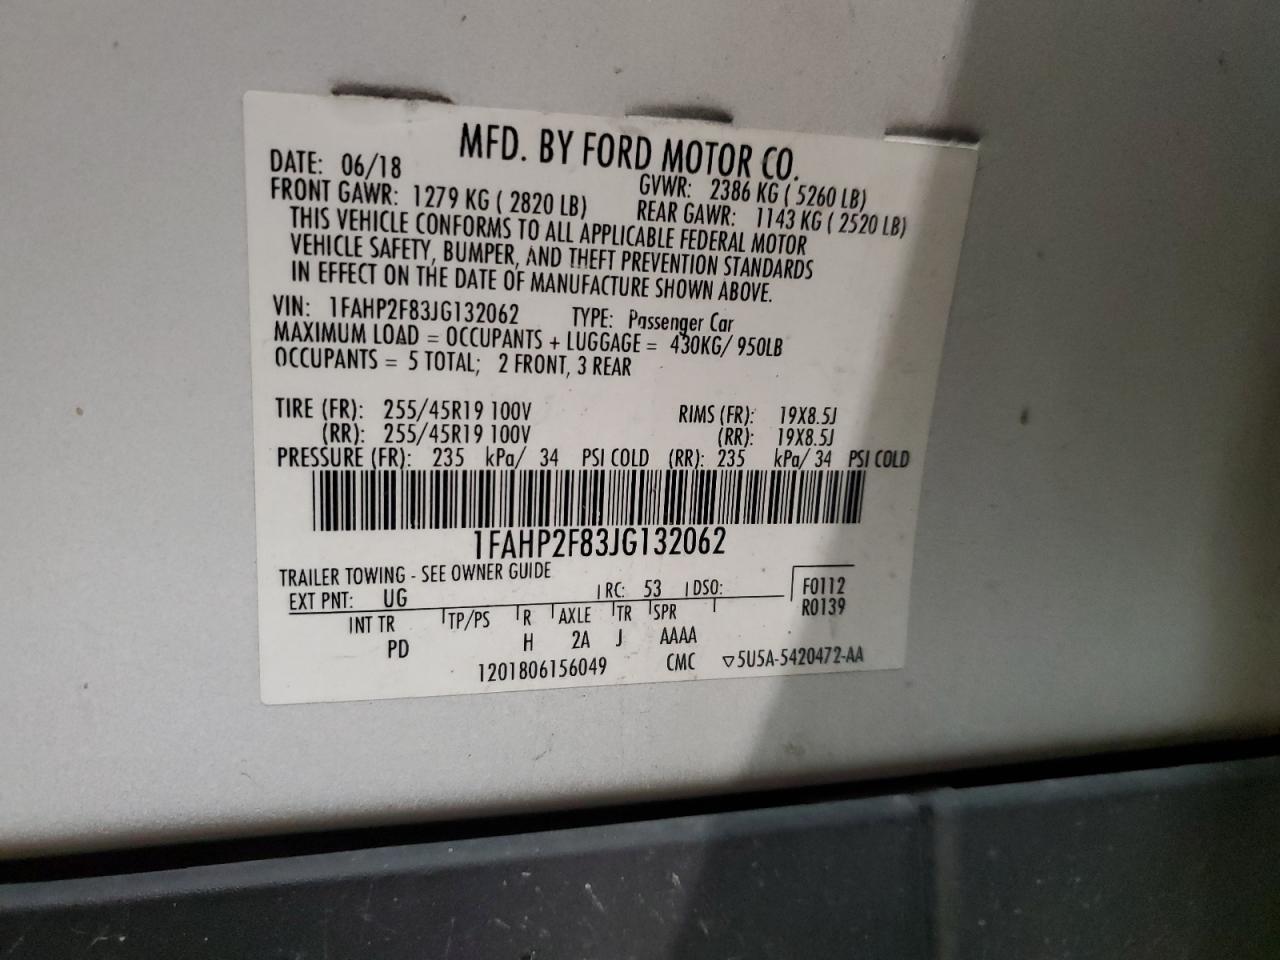 MFD. BY FORD MOTOR CO.
DATE: 06/18 GVWR: 2386 KG ( 5260 LB)
FRONT GAWR: 1279 KG ( 2820 LB) REAR GAWR: 1143 KG ( 2520 LB)
THIS VEHICLE CONFORMS TO ALL APPLICABLE FEDERAL MOTOR
VEHICLE SAFETY, BUMPER, AND THEFT PREVENTION STANDARDS
IN EFFECT ON THE DATE OF MANUFACTURE SHOWN ABOVE.
VIN: 1FAHP2F83JG132062 TYPE: Passenger Car
MAXIMUM LOAD = OCCUPANTS + LUGGAGE = 430KG/ 950LB
OCCUPANTS = 5 TOTAL; 2 FRONT, 3 REAR
TIRE (FR): 255/45R19 100V RIMS (FR): 19X8.5J
(RR): 255/45R19 100V (RR): 19X8.5J
PRESSURE (FR): 235 kPa/ 34 PSI COLD (RR): 235 kPa/ 34 PSI COLD
1FAHP2F83JG132062
TRAILER TOWING - SEE OWNER GUIDE
EXT PNT: UG RC: 53 DSO: F0112
R0139
INT TR TP/PS R AXLE TR SPR
PD H 2A J AAAA
1201806156049 CMC ▽5U5A-5420472-AA